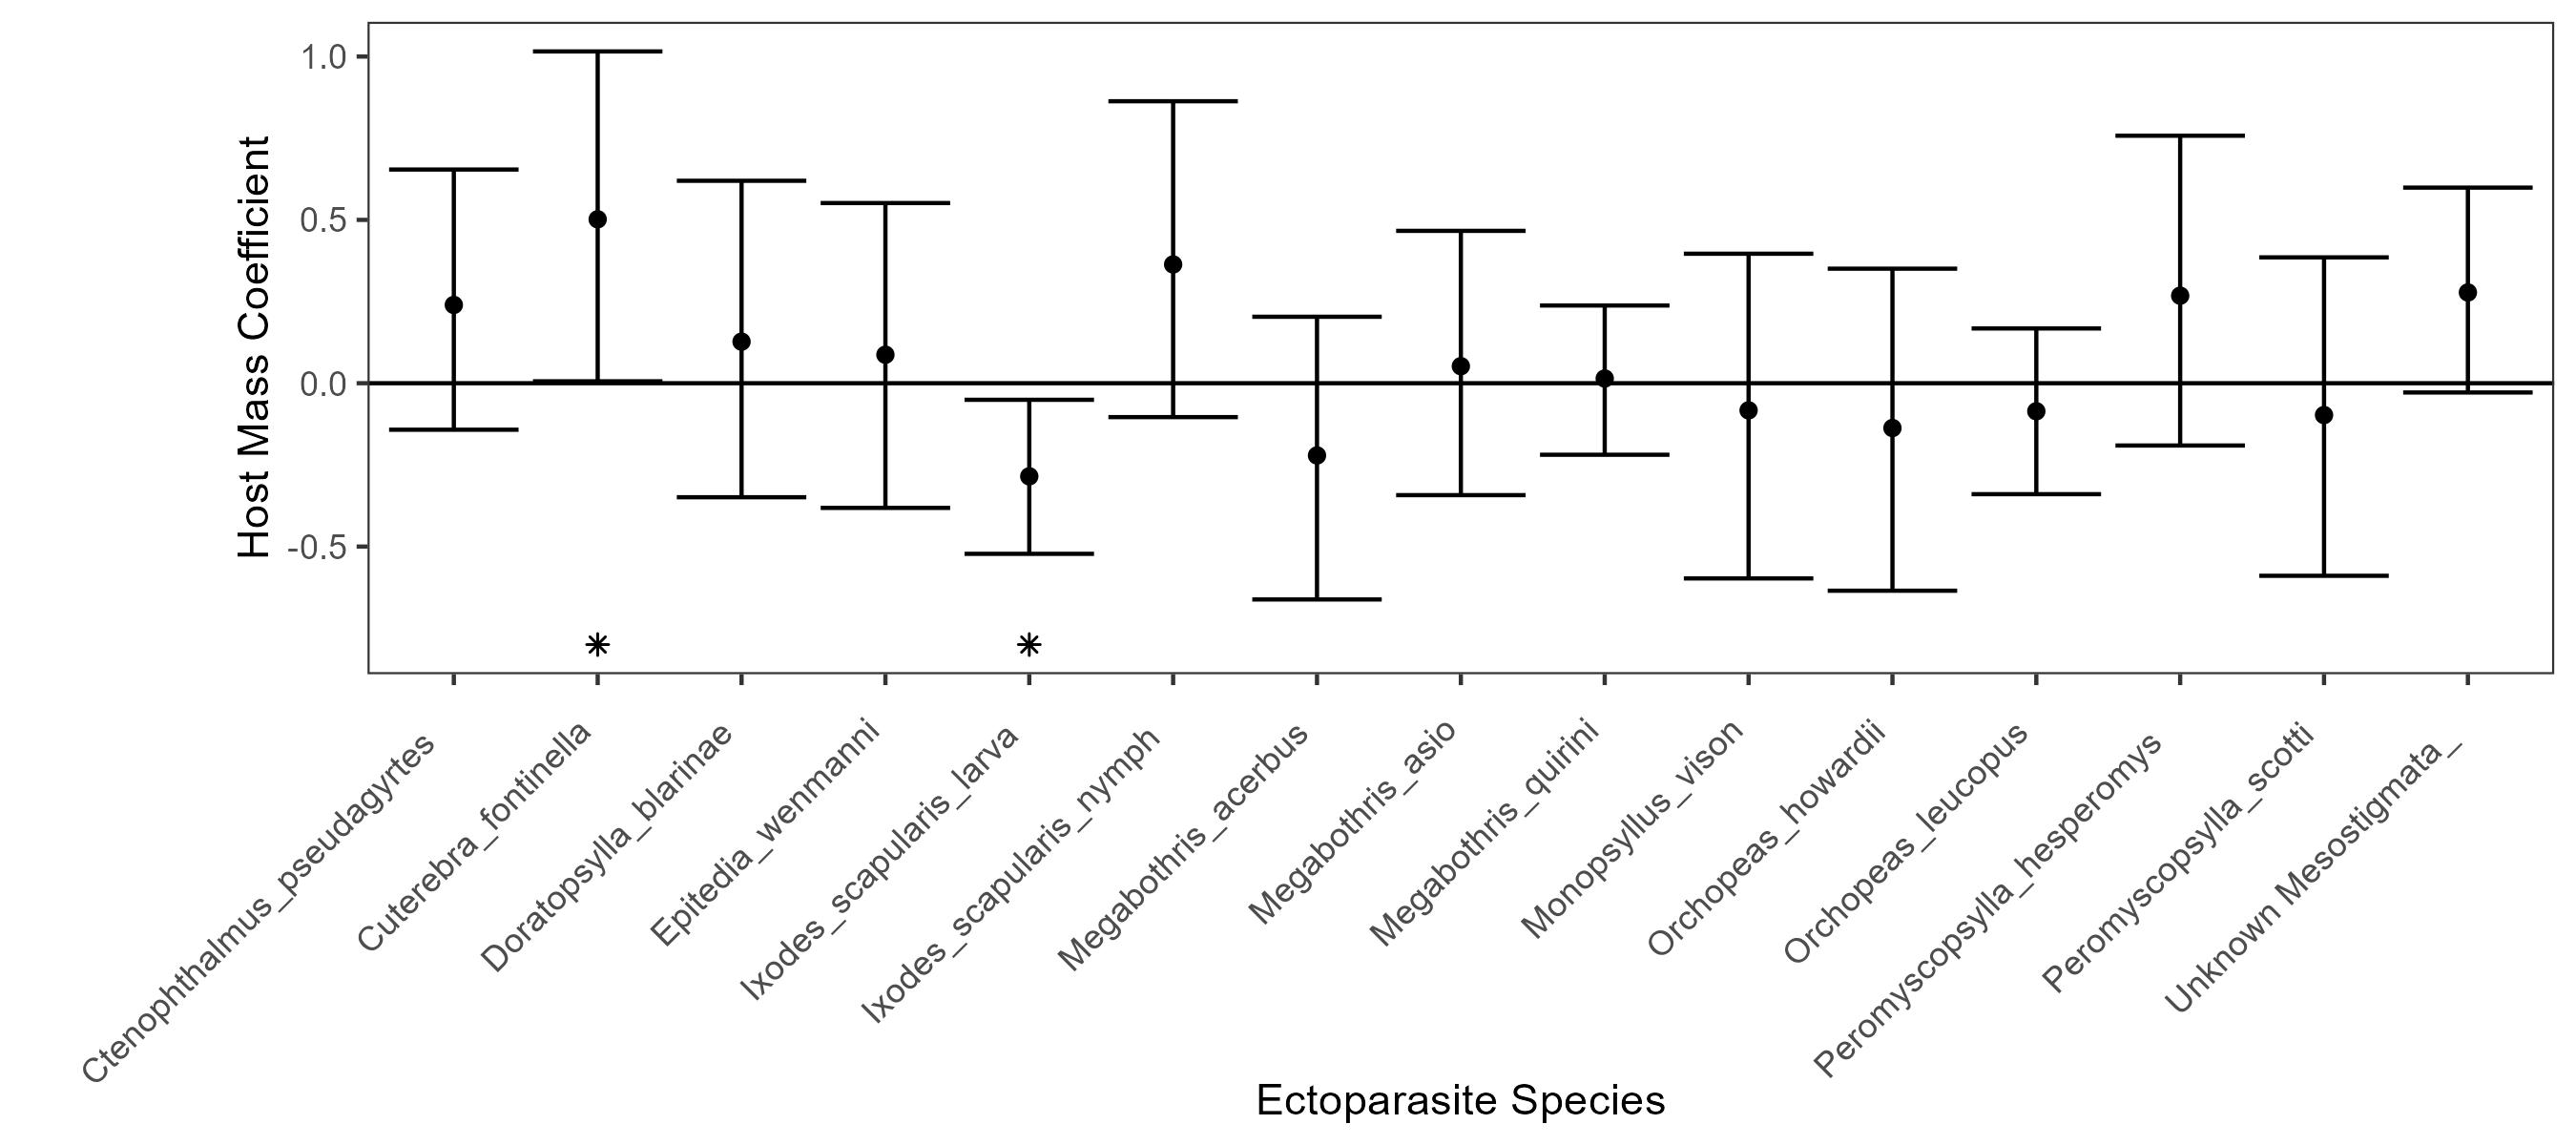 Host Mass Coefficient
1.0
0.5
0.0
-0.5
*
*
Ctenophthalmus_pseudagyrtes
Cuterebra_fontinella
Doratopsylla_blarinae
Epitedia_wenmanni
Ixodes_scapularis_larva
Ixodes_scapularis_nymph
Megabothris_acerbus
Megabothris_asio
Megabothris_quirini
Monopsyllus_vison
Orchopeas_howardii
Orchopeas_leucopus
Peromyscopsylla_hesperomys
Peromyscopsylla_scotti
Unknown Mesostigmata_
Ectoparasite Species